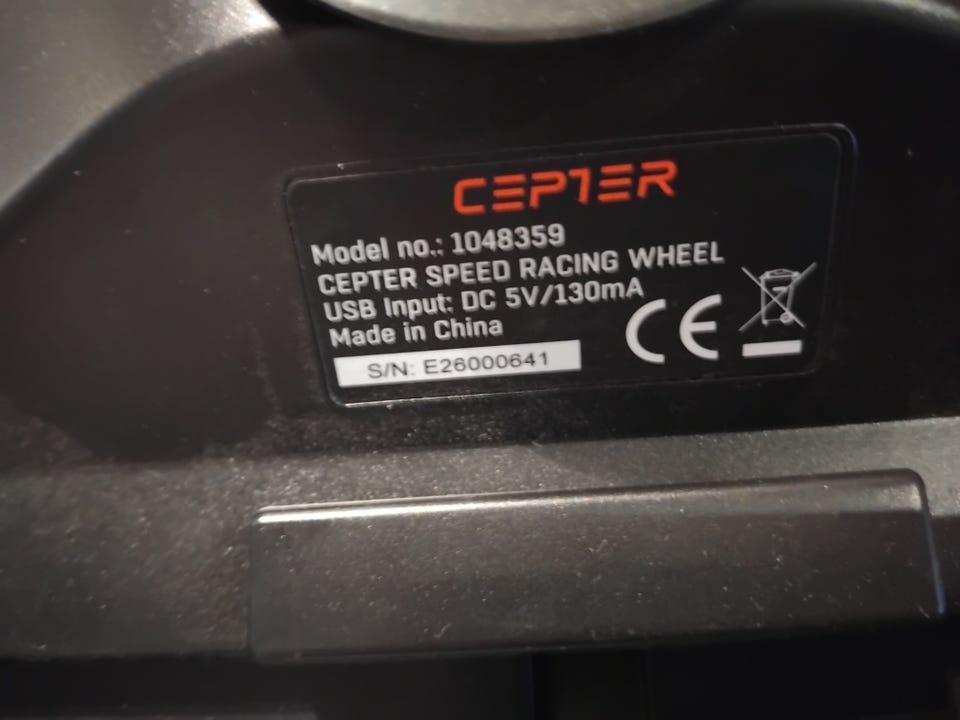 CEPTER
Model no.: 1048359
CEPTER SPEED RACING WHEEL
USB Input: DC 5V/130mA
Made in China
CE
S/N: E26000641